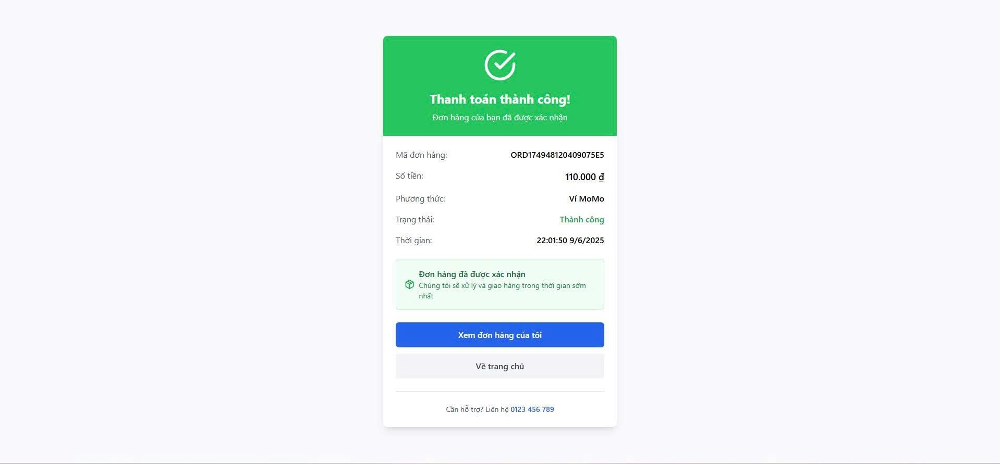 Thanh toán thành công!
Đơn hàng của bạn đã được xác nhận
Mã đơn hàng: ORD174948120409075E5
Số tiền: 110.000 ₫
Phương thức: Ví MoMo
Trạng thái: Thành công
Thời gian: 22:01:50 9/6/2025
Đơn hàng đã được xác nhận
Chúng tôi sẽ xử lý và giao hàng trong thời gian sớm
nhất
Xem đơn hàng của tôi
Về trang chủ
Cần hỗ trợ? Liên hệ 0123 456 789